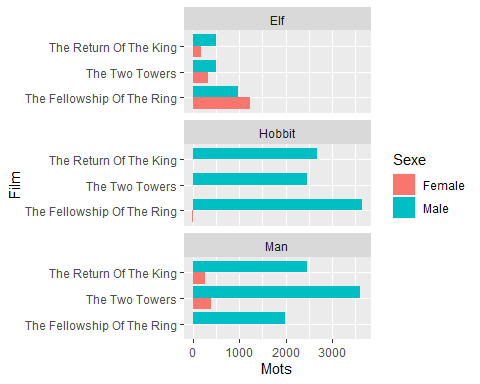 Elf
The Return Of The King
The Two Towers
The Fellowship Of The Ring
Hobbit
The Return Of The King
The Two Towers
The Fellowship Of The Ring
Man
The Return Of The King
The Two Towers
The Fellowship Of The Ring
0 1000 2000 3000
Mots
Film
Sexe
Female
Male